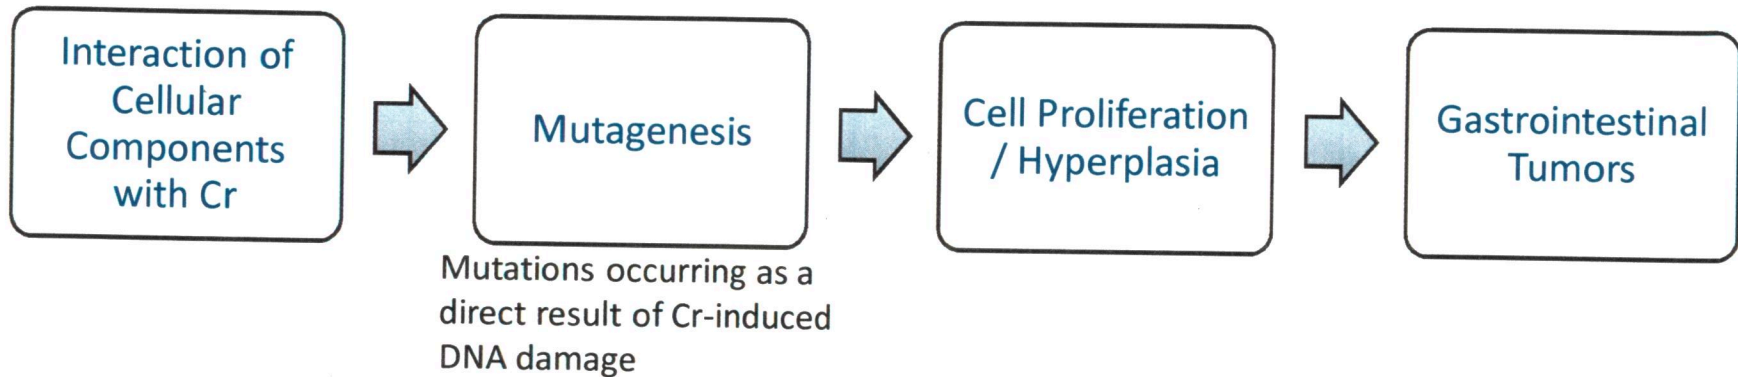 Interaction of
Cellular
Components
with Cr
Mutagenesis
Mutations occurring as a
direct result of Cr-induced
DNA damage
Cell Proliferation
/ Hyperplasia
Gastrointestinal
Tumors